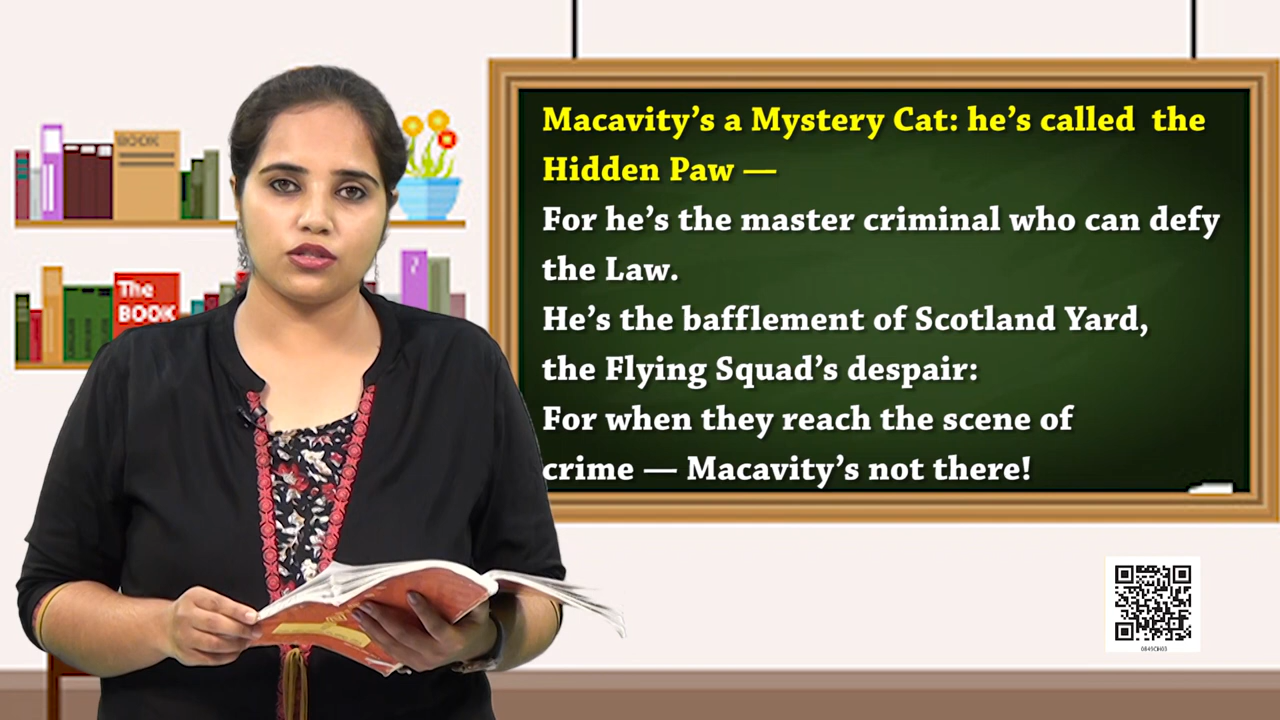 Macavity's a Mystery Cat: he's called the
Hidden Paw —
For he's the master criminal who can defy
the Law.
He's the bafflement of Scotland Yard,
the Flying Squad's despair:
For when they reach the scene of
crime — Macavity's not there!
BOOK
The
BOOK